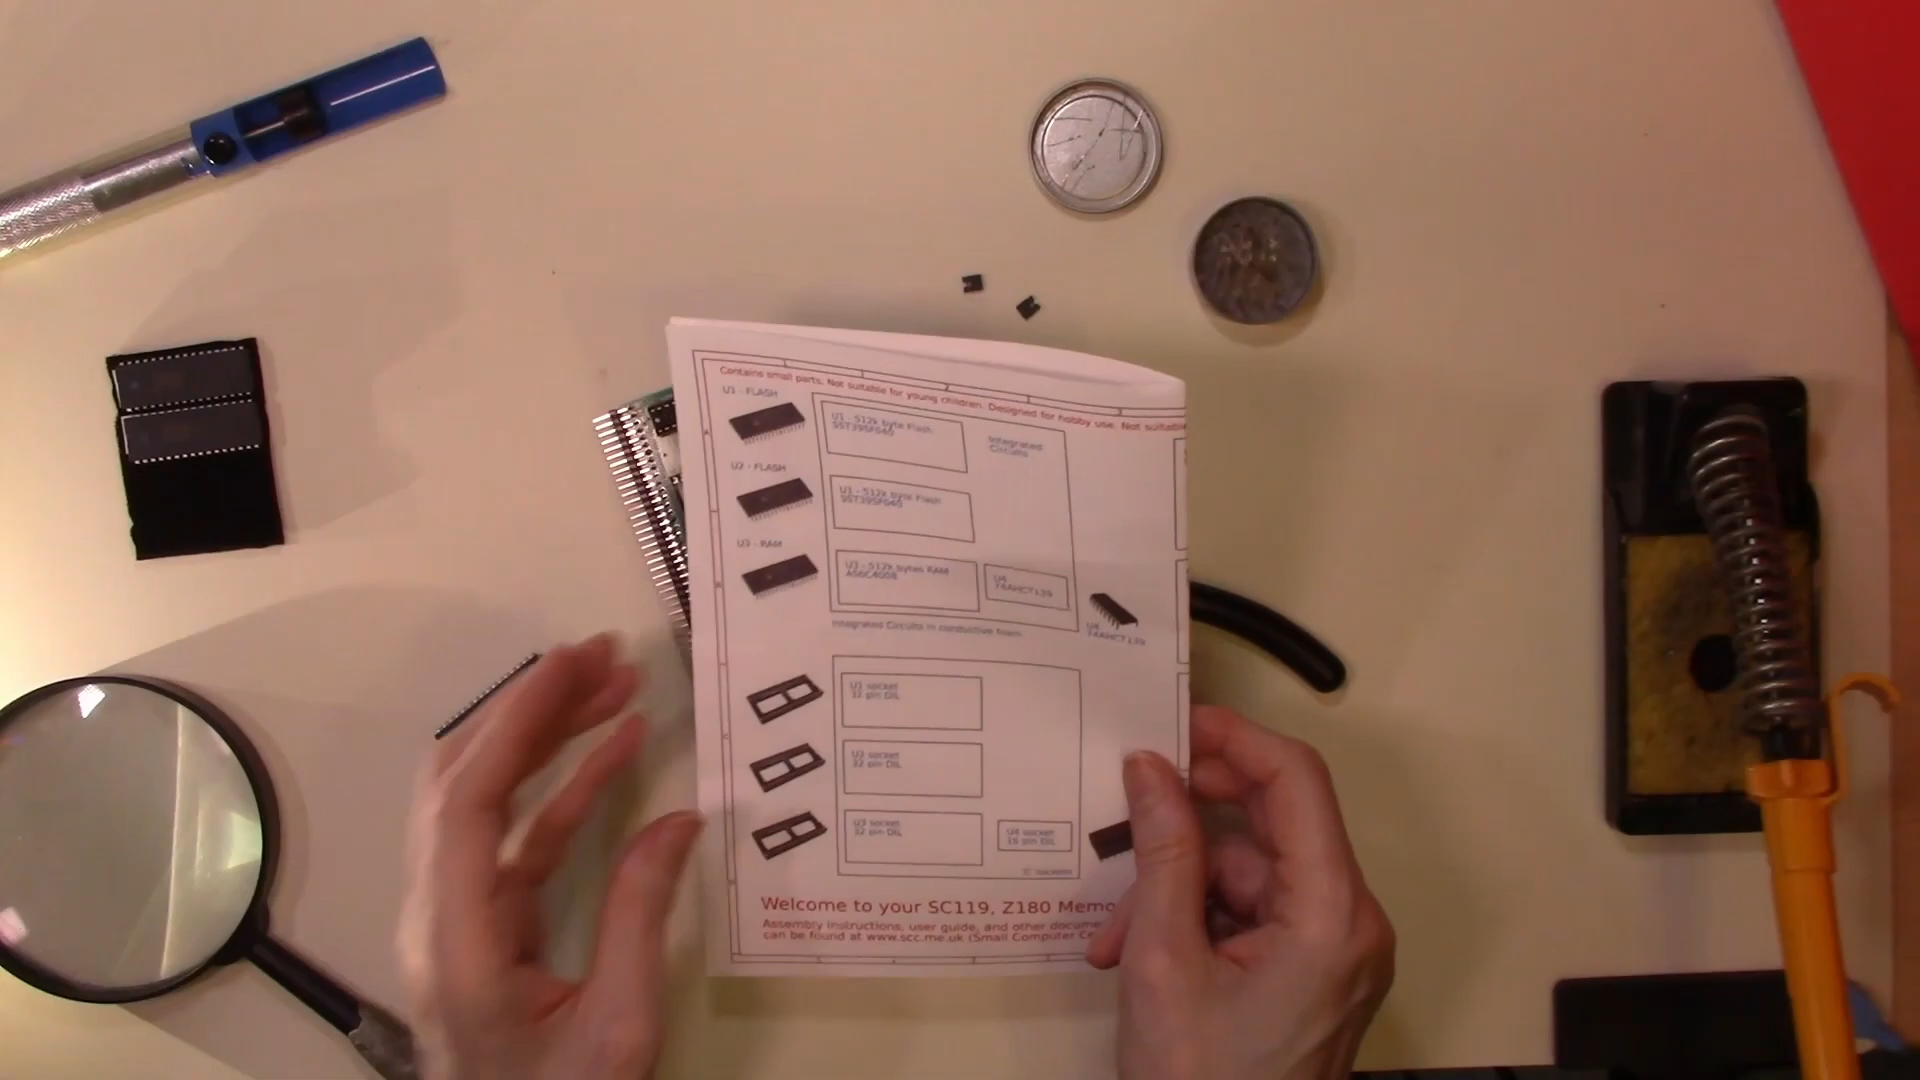 Contains small parts. Not suitable for young children. Designed for hobby use. Not suitable
U1 - FLASH
U1 - 512k byte Flash
SST39SF040
Integrated
Circuits
U2 - FLASH
U1 - 512k byte Flash
SST39SF040
U3 - RAM
U3 - 512k bytes RAM
AS6C4008
U4
74AHCT139
U4
74AHCT139
Integrated Circuits in conductive foam
U1 socket
32 pin DIL
U2 socket
32 pin DIL
U3 socket
32 pin DIL
U4 socket
16 pin DIL
IC sockets
Welcome to your SC119, Z180 Memo
Assembly instructions, user guide, and other docume
can be found at www.scc.me.uk (Small Computer Ce